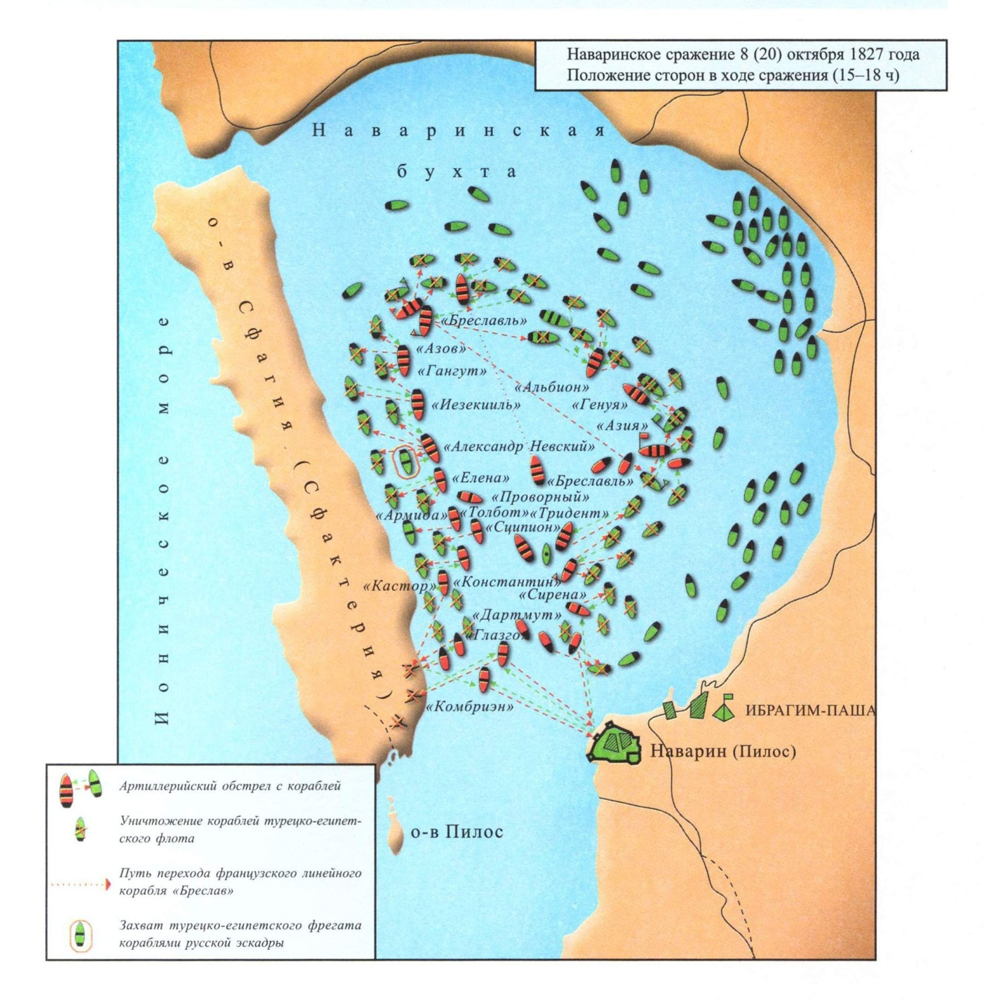 Наваринское сражение 8 (20) октября 1827 года
Положение сторон в ходе сражения (15–18 ч)
Наваринская
бухта
о-в Сфагия (Сфактерия)
Ионическое море
«Бреславль»
«Азов»
«Гангут»
«Альбион»
«Иезекииль»
«Генуя»
«Азия»
«Александр Невский»
«Елена»
«Бреславль»
«Проворный»
«Армида»
«Толбот»
«Тридент»
«Сципион»
«Кастор»
«Константин»
«Сирена»
«Дартмут»
«Глазго»
«Комбриэн»
ИБРАГИМ-ПАША
Наварин (Пилос)
о-в Пилос
Артиллерийский обстрел с кораблей
Уничтожение кораблей турецко-египет-
ского флота
Путь перехода французского линейного
корабля «Бреслав»
Захват турецко-египетского фрегата
кораблями русской эскадры